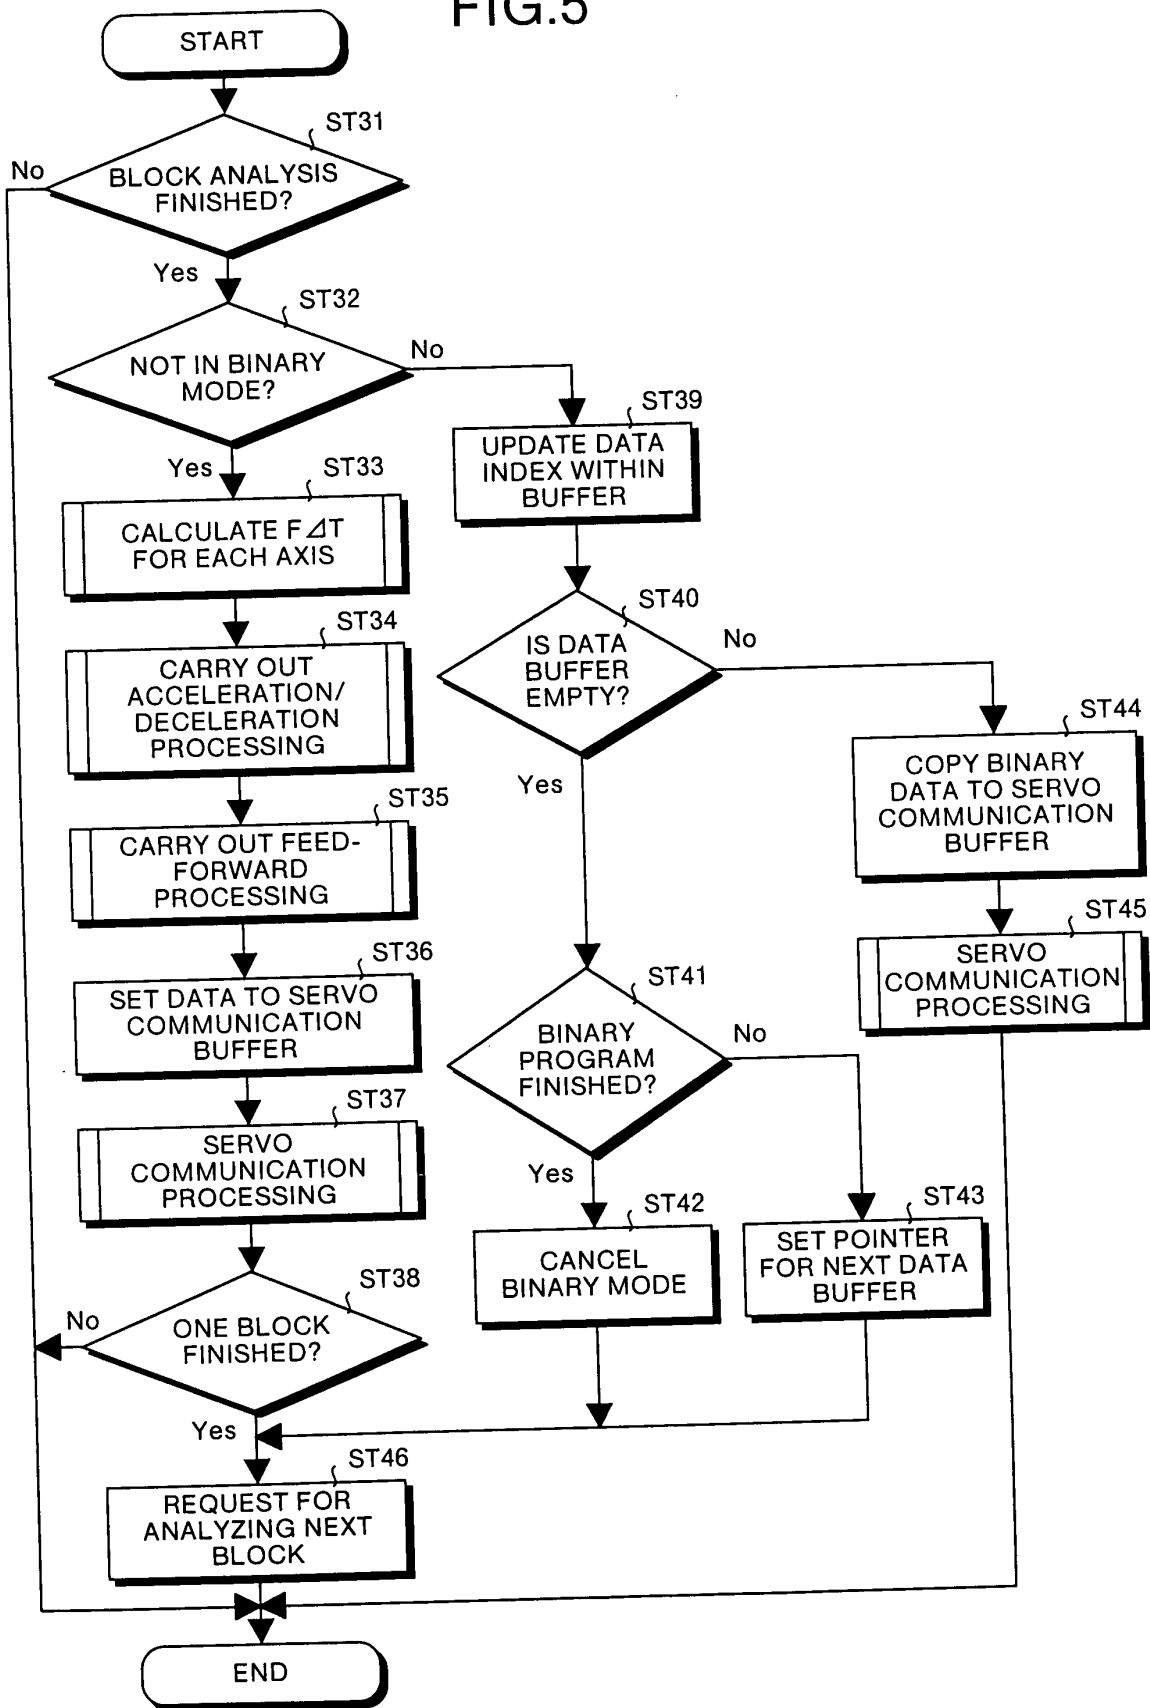 FIG.5
START
ST31
No
BLOCK ANALYSIS
FINISHED?
Yes
ST32
NOT IN BINARY
MODE?
No
Yes
ST33
CALCULATE F⊿T
FOR EACH AXIS
ST34
CARRY OUT
ACCELERATION/
DECELERATION
PROCESSING
ST35
CARRY OUT FEED-
FORWARD
PROCESSING
ST36
SET DATA TO SERVO
COMMUNICATION
BUFFER
ST37
SERVO
COMMUNICATION
PROCESSING
ST38
No
ONE BLOCK
FINISHED?
Yes
ST39
UPDATE DATA
INDEX WITHIN
BUFFER
ST40
IS DATA
BUFFER
EMPTY?
No
Yes
ST41
BINARY
PROGRAM
FINISHED?
No
Yes
ST42
CANCEL
BINARY MODE
ST43
SET POINTER
FOR NEXT DATA
BUFFER
ST44
COPY BINARY
DATA TO SERVO
COMMUNICATION
BUFFER
ST45
SERVO
COMMUNICATION
PROCESSING
ST46
REQUEST FOR
ANALYZING NEXT
BLOCK
END